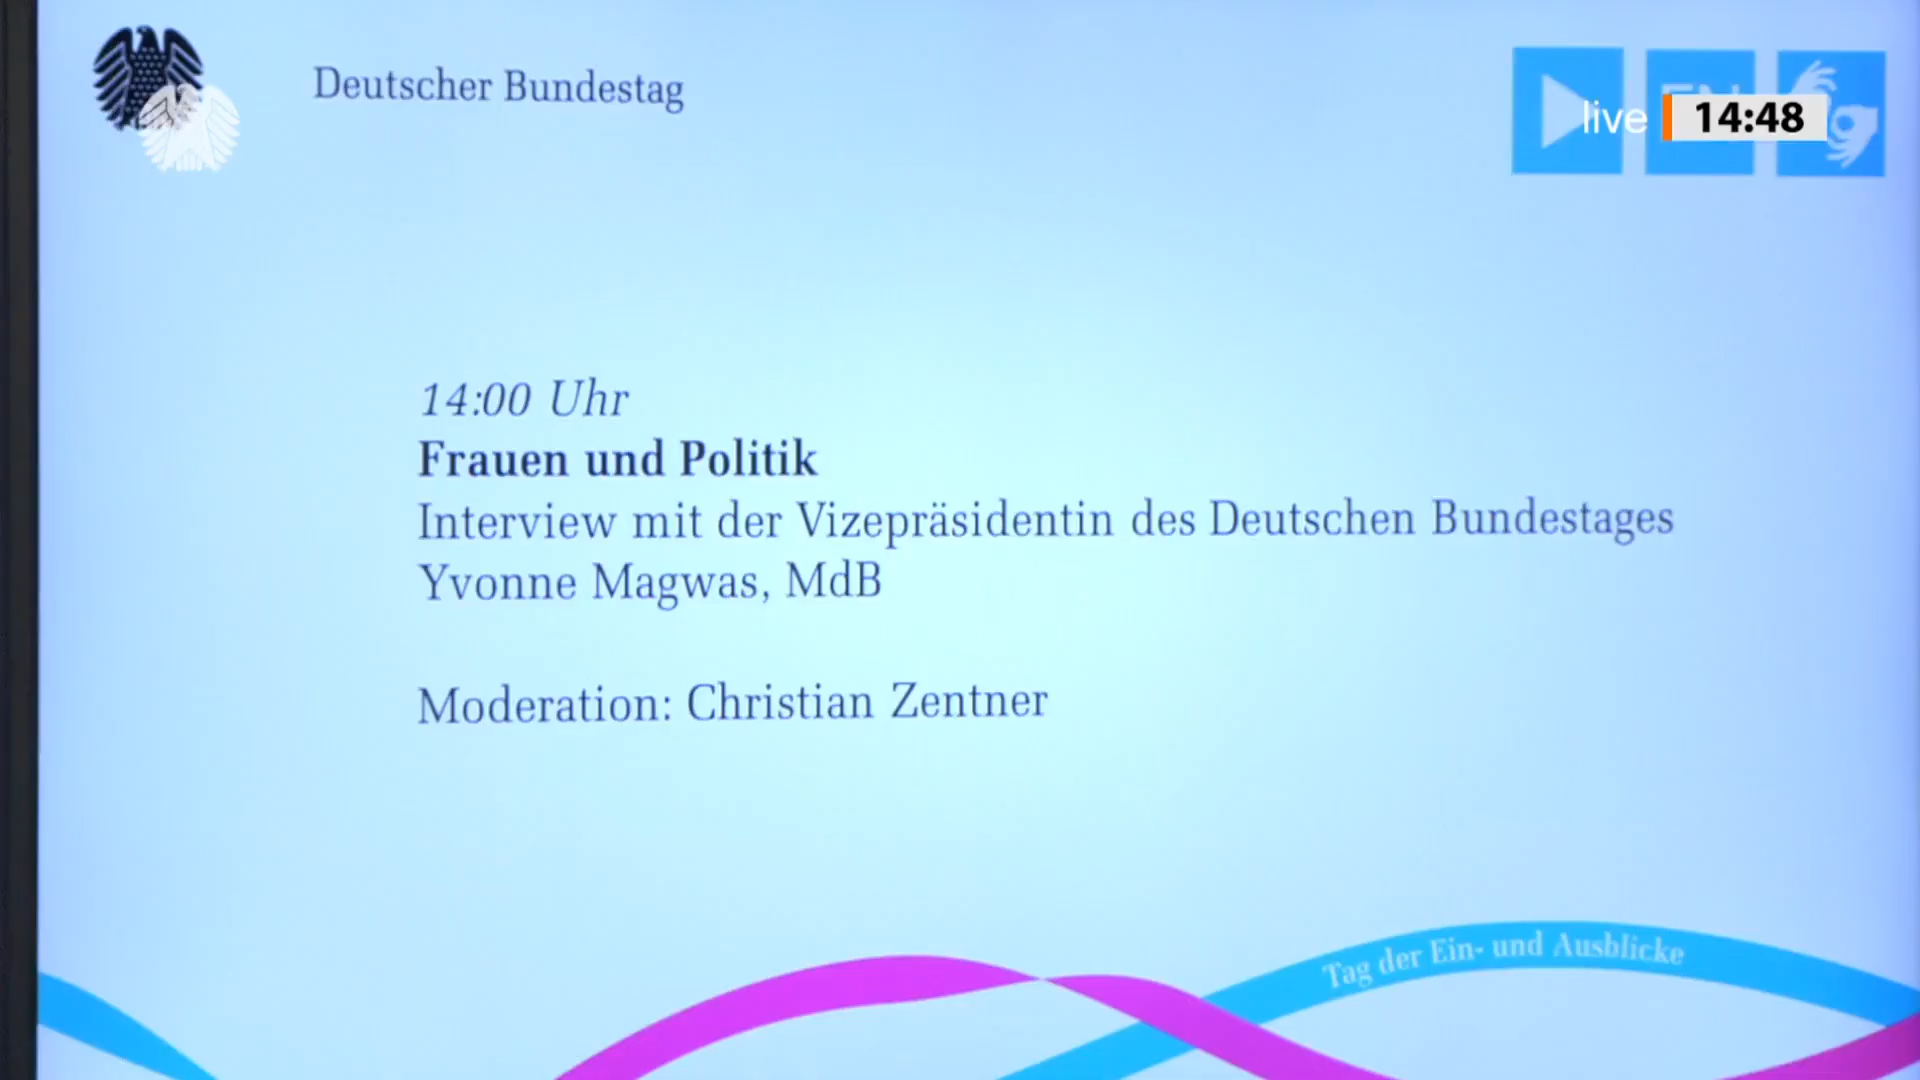 Deutscher Bundestag
live 14:48
14:00 Uhr
Frauen und Politik
Interview mit der Vizepräsidentin des Deutschen Bundestages
Yvonne Magwas, MdB
Moderation: Christian Zentner
Tag der Ein- und Ausblicke